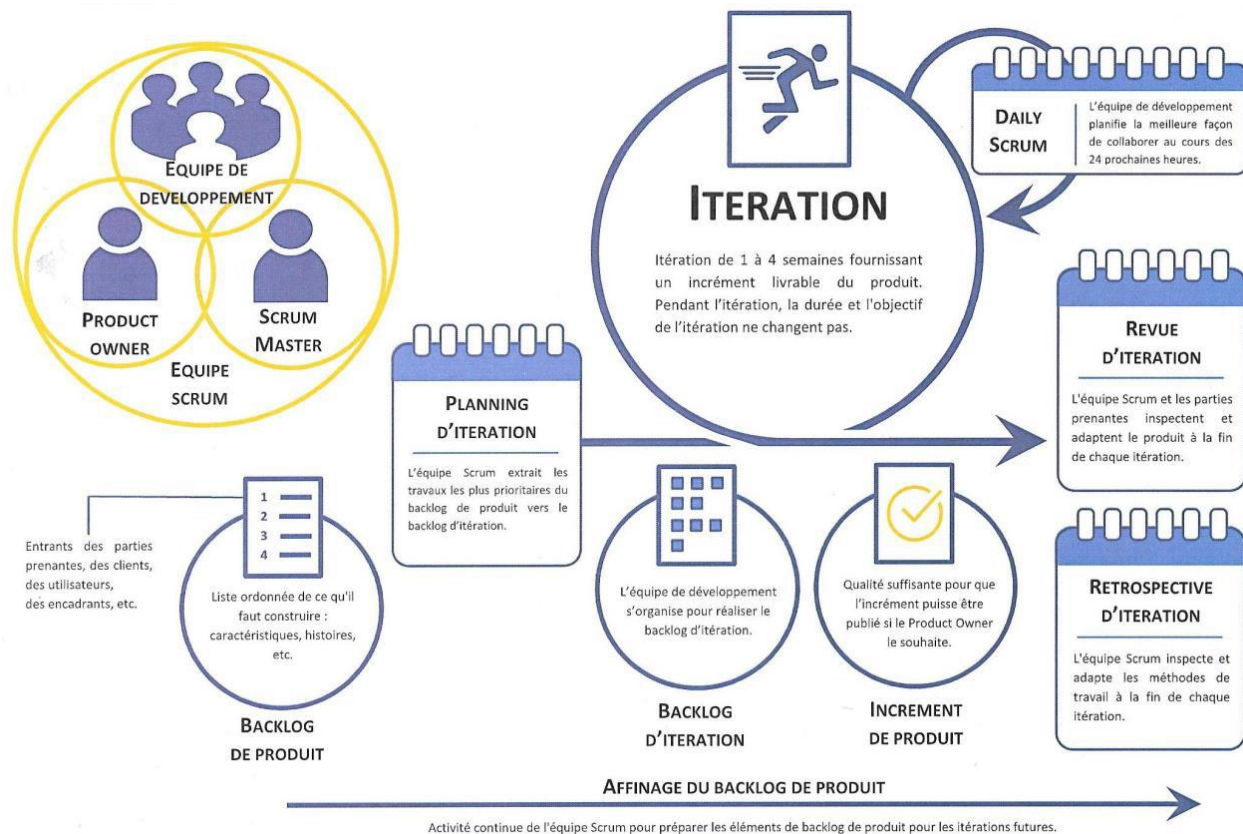 EQUIPE DE
DEVELOPPEMENT
PRODUCT
OWNER
SCRUM
MASTER
EQUIPE
SCRUM
ITERATION
Itération de 1 à 4 semaines fournissant
un incrément livrable du produit.
Pendant l'itération, la durée et l'objectif
de l'itération ne changent pas.
DAILY
SCRUM
L'équipe de développement
planifie la meilleure façon
de collaborer au cours des
24 prochaines heures.
PLANNING
D'ITERATION
L'équipe Scrum extrait les
travaux les plus prioritaires du
backlog de produit vers le
backlog d'itération.
REVUE
D'ITERATION
L'équipe Scrum et les parties
prenantes inspectent et
adaptent le produit à la fin
de chaque itération.
Entrants des parties
prenantes, des clients,
des utilisateurs,
des encadrants, etc.
1
2
3
4
Liste ordonnée de ce qu'il
faut construire :
caractéristiques, histoires,
etc.
BACKLOG
DE PRODUIT
L'équipe de développement
s'organise pour réaliser le
backlog d'itération.
BACKLOG
D'ITERATION
Qualité suffisante pour que
l'incrément puisse être
publié si le Product Owner
le souhaite.
INCREMENT
DE PRODUIT
RETROSPECTIVE
D'ITERATION
L'équipe Scrum inspecte et
adapte les méthodes de
travail à la fin de chaque
itération.
AFFINAGE DU BACKLOG DE PRODUIT
Activité continue de l'équipe Scrum pour préparer les éléments de backlog de produit pour les itérations futures.